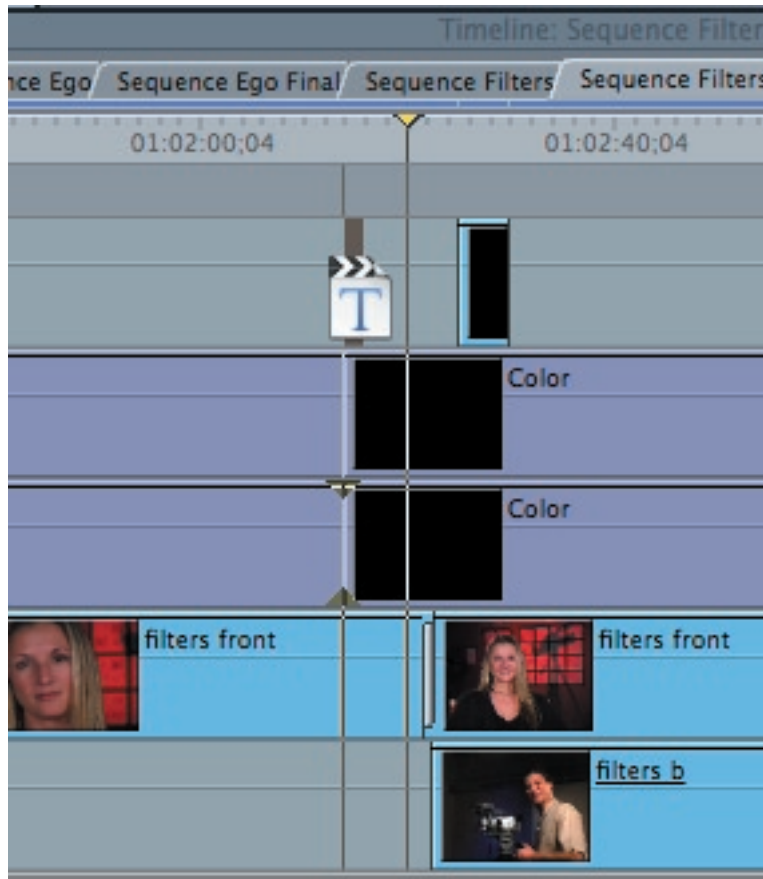 Timeline: Sequence Filter
nce Ego Sequence Ego Final Sequence Filters Sequence Filters
01:02:00;04 01:02:40;04
T
Color
Color
filters front filters front
filters b